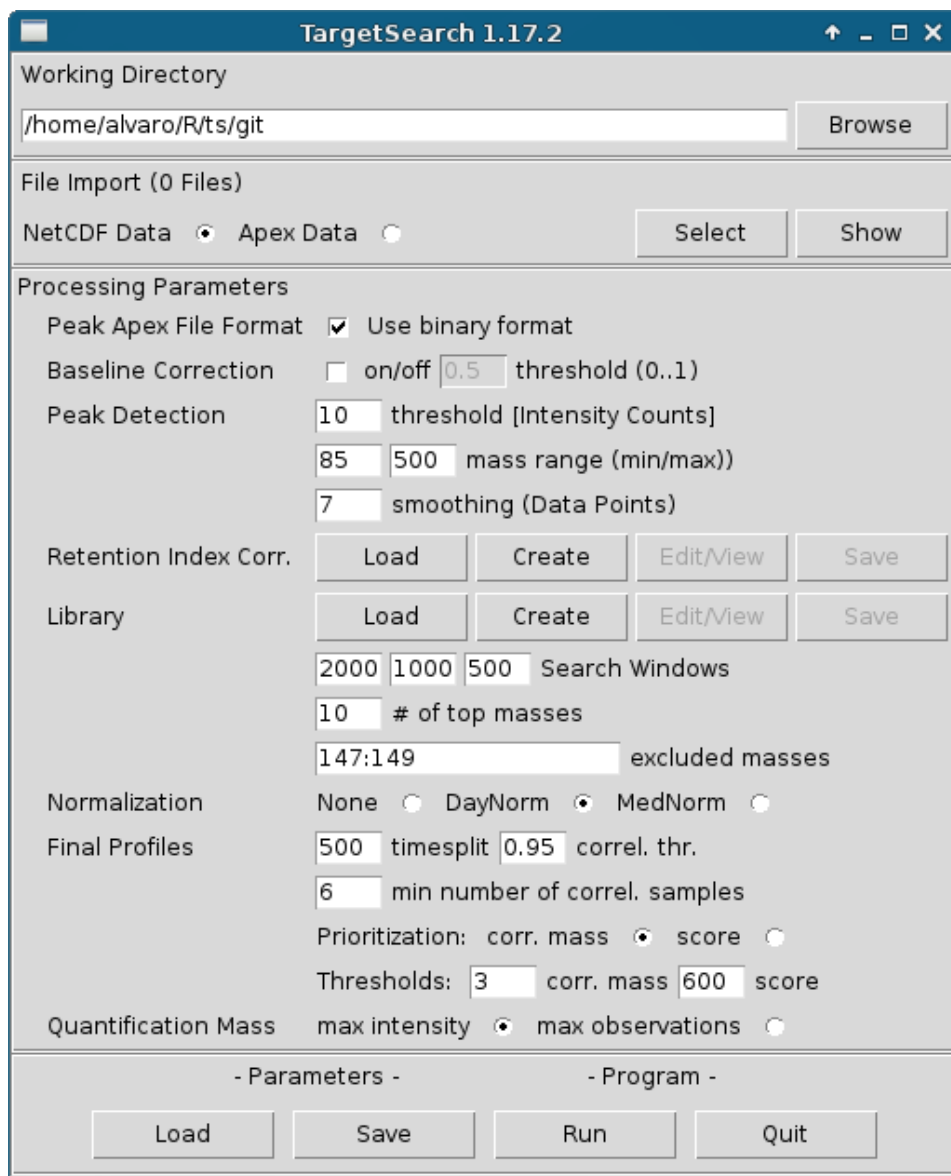 TargetSearch 1.17.2
Working Directory
/home/alvaro/R/ts/git Browse
File Import (0 Files)
NetCDF Data Apex Data Select Show
Processing Parameters
Peak Apex File Format Use binary format
Baseline Correction on/off 0.5 threshold (0..1)
Peak Detection 10 threshold [Intensity Counts]
85 500 mass range (min/max))
7 smoothing (Data Points)
Retention Index Corr. Load Create Edit/View Save
Library Load Create Edit/View Save
2000 1000 500 Search Windows
10 # of top masses
147:149 excluded masses
Normalization None DayNorm MedNorm
Final Profiles 500 timesplit 0.95 correl. thr.
6 min number of correl. samples
Prioritization: corr. mass score
Thresholds: 3 corr. mass 600 score
Quantification Mass max intensity max observations
- Parameters - - Program -
Load Save Run Quit